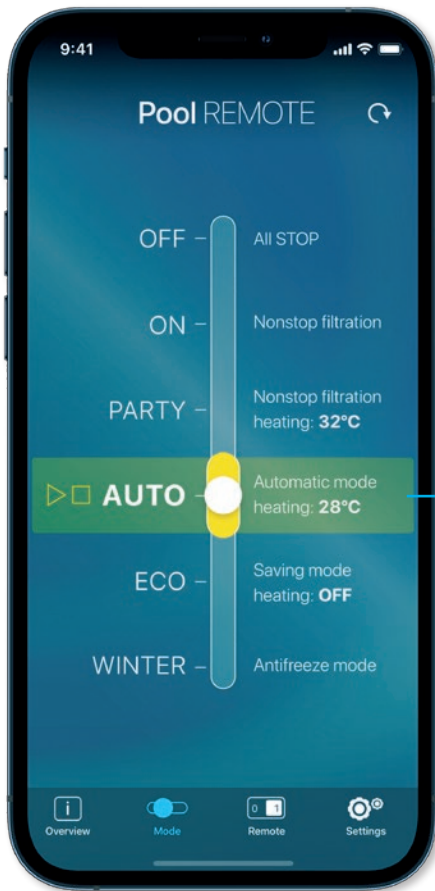 9:41
Pool REMOTE
OFF – All STOP
ON – Nonstop filtration
PARTY – Nonstop filtration
heating: 32°C
AUTO – Automatic mode
heating: 28°C
ECO – Saving mode
heating: OFF
WINTER – Antifreeze mode
i
0 1
Overview Mode Remote Settings